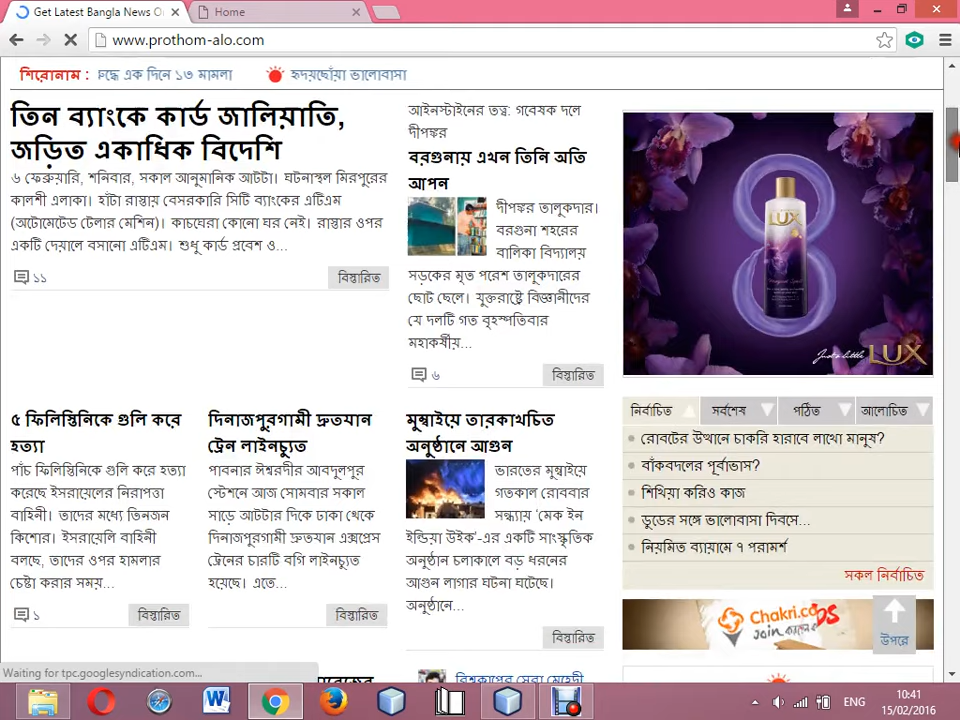 Get Latest Bangla News O
Home
www.prothom-alo.com
শিরোনাম : রুদ্ধে এক দিনে ১৩ মামলা হৃদয়ছোঁয়া ভালোবাসা
তিন ব্যাংকে কার্ড জালিয়াতি,
জড়িত একাধিক বিদেশি
৬ ফেব্রুয়ারি, শনিবার, সকাল আনুমানিক আটটা। ঘটনাস্থল মিরপুরের
কালশী এলাকা। হাঁটা রাস্তায় বেসরকারি সিটি ব্যাংকের এটিএম
(অটোমেটেড টেলার মেশিন)। কাচঘেরা কোনো ঘর নেই। রাস্তার ওপর
একটি দেয়ালে বসানো এটিএম। শুধু কার্ড প্রবেশ ও...
১১
বিস্তারিত
আইনস্টাইনের তত্ত্ব: গবেষক দলে
দীপঙ্কর
বরগুনায় এখন তিনি অতি
আপন
দীপঙ্কর তালুকদার।
বরগুনা শহরের
বালিকা বিদ্যালয়
সড়কের মৃত পরেশ তালুকদারের
ছোট ছেলে। যুক্তরাষ্ট্রে বিজ্ঞানীদের
যে দলটি গত বৃহস্পতিবার
মহাকর্ষীয়...
৬
বিস্তারিত
LUX
Just a little LUX
৫ ফিলিস্তিনিকে গুলি করে
হত্যা
পাঁচ ফিলিস্তিনিকে গুলি করে হত্যা
করেছে ইসরায়েলের নিরাপত্তা
বাহিনী। তাদের মধ্যে তিনজন
কিশোর। ইসরায়েলি বাহিনী
বলছে, তাদের ওপর হামলার
চেষ্টা করার সময়...
১
বিস্তারিত
দিনাজপুরগামী দ্রুতযান
ট্রেন লাইনচ্যুত
পাবনার ঈশ্বরদীর আবদুলপুর
স্টেশনে আজ সোমবার সকাল
সাড়ে আটটার দিকে ঢাকা থেকে
দিনাজপুরগামী দ্রুতযান এক্সপ্রেস
ট্রেনের চারটি বগি লাইনচ্যুত
হয়েছে। এতে...
বিস্তারিত
মুম্বাইয়ে তারকাখচিত
অনুষ্ঠানে আগুন
ভারতের মুম্বাইয়ে
গতকাল রোববার
সন্ধ্যায় ‘মেক ইন
ইন্ডিয়া উইক’-এর একটি সাংস্কৃতিক
অনুষ্ঠান চলাকালে বড় ধরনের
আগুন লাগার ঘটনা ঘটেছে।
অনুষ্ঠানে...
বিস্তারিত
নির্বাচিত সর্বশেষ পঠিত আলোচিত
রোবটের উত্থানে চাকরি হারাবে লাখো মানুষ?
বাঁকবদলের পূর্বাভাস?
শিখিয়া করিও কাজ
ডুডের সঙ্গে ভালোবাসা দিবসে...
নিয়মিত ব্যায়ামে ৭ পরামর্শ
সকল নির্বাচিত
Chakri.co
join
উপরে
বিশ্বকাপের সেরা মেহেদী
Waiting for tpc.googlesyndication.com...
ENG
10:41
15/02/2016